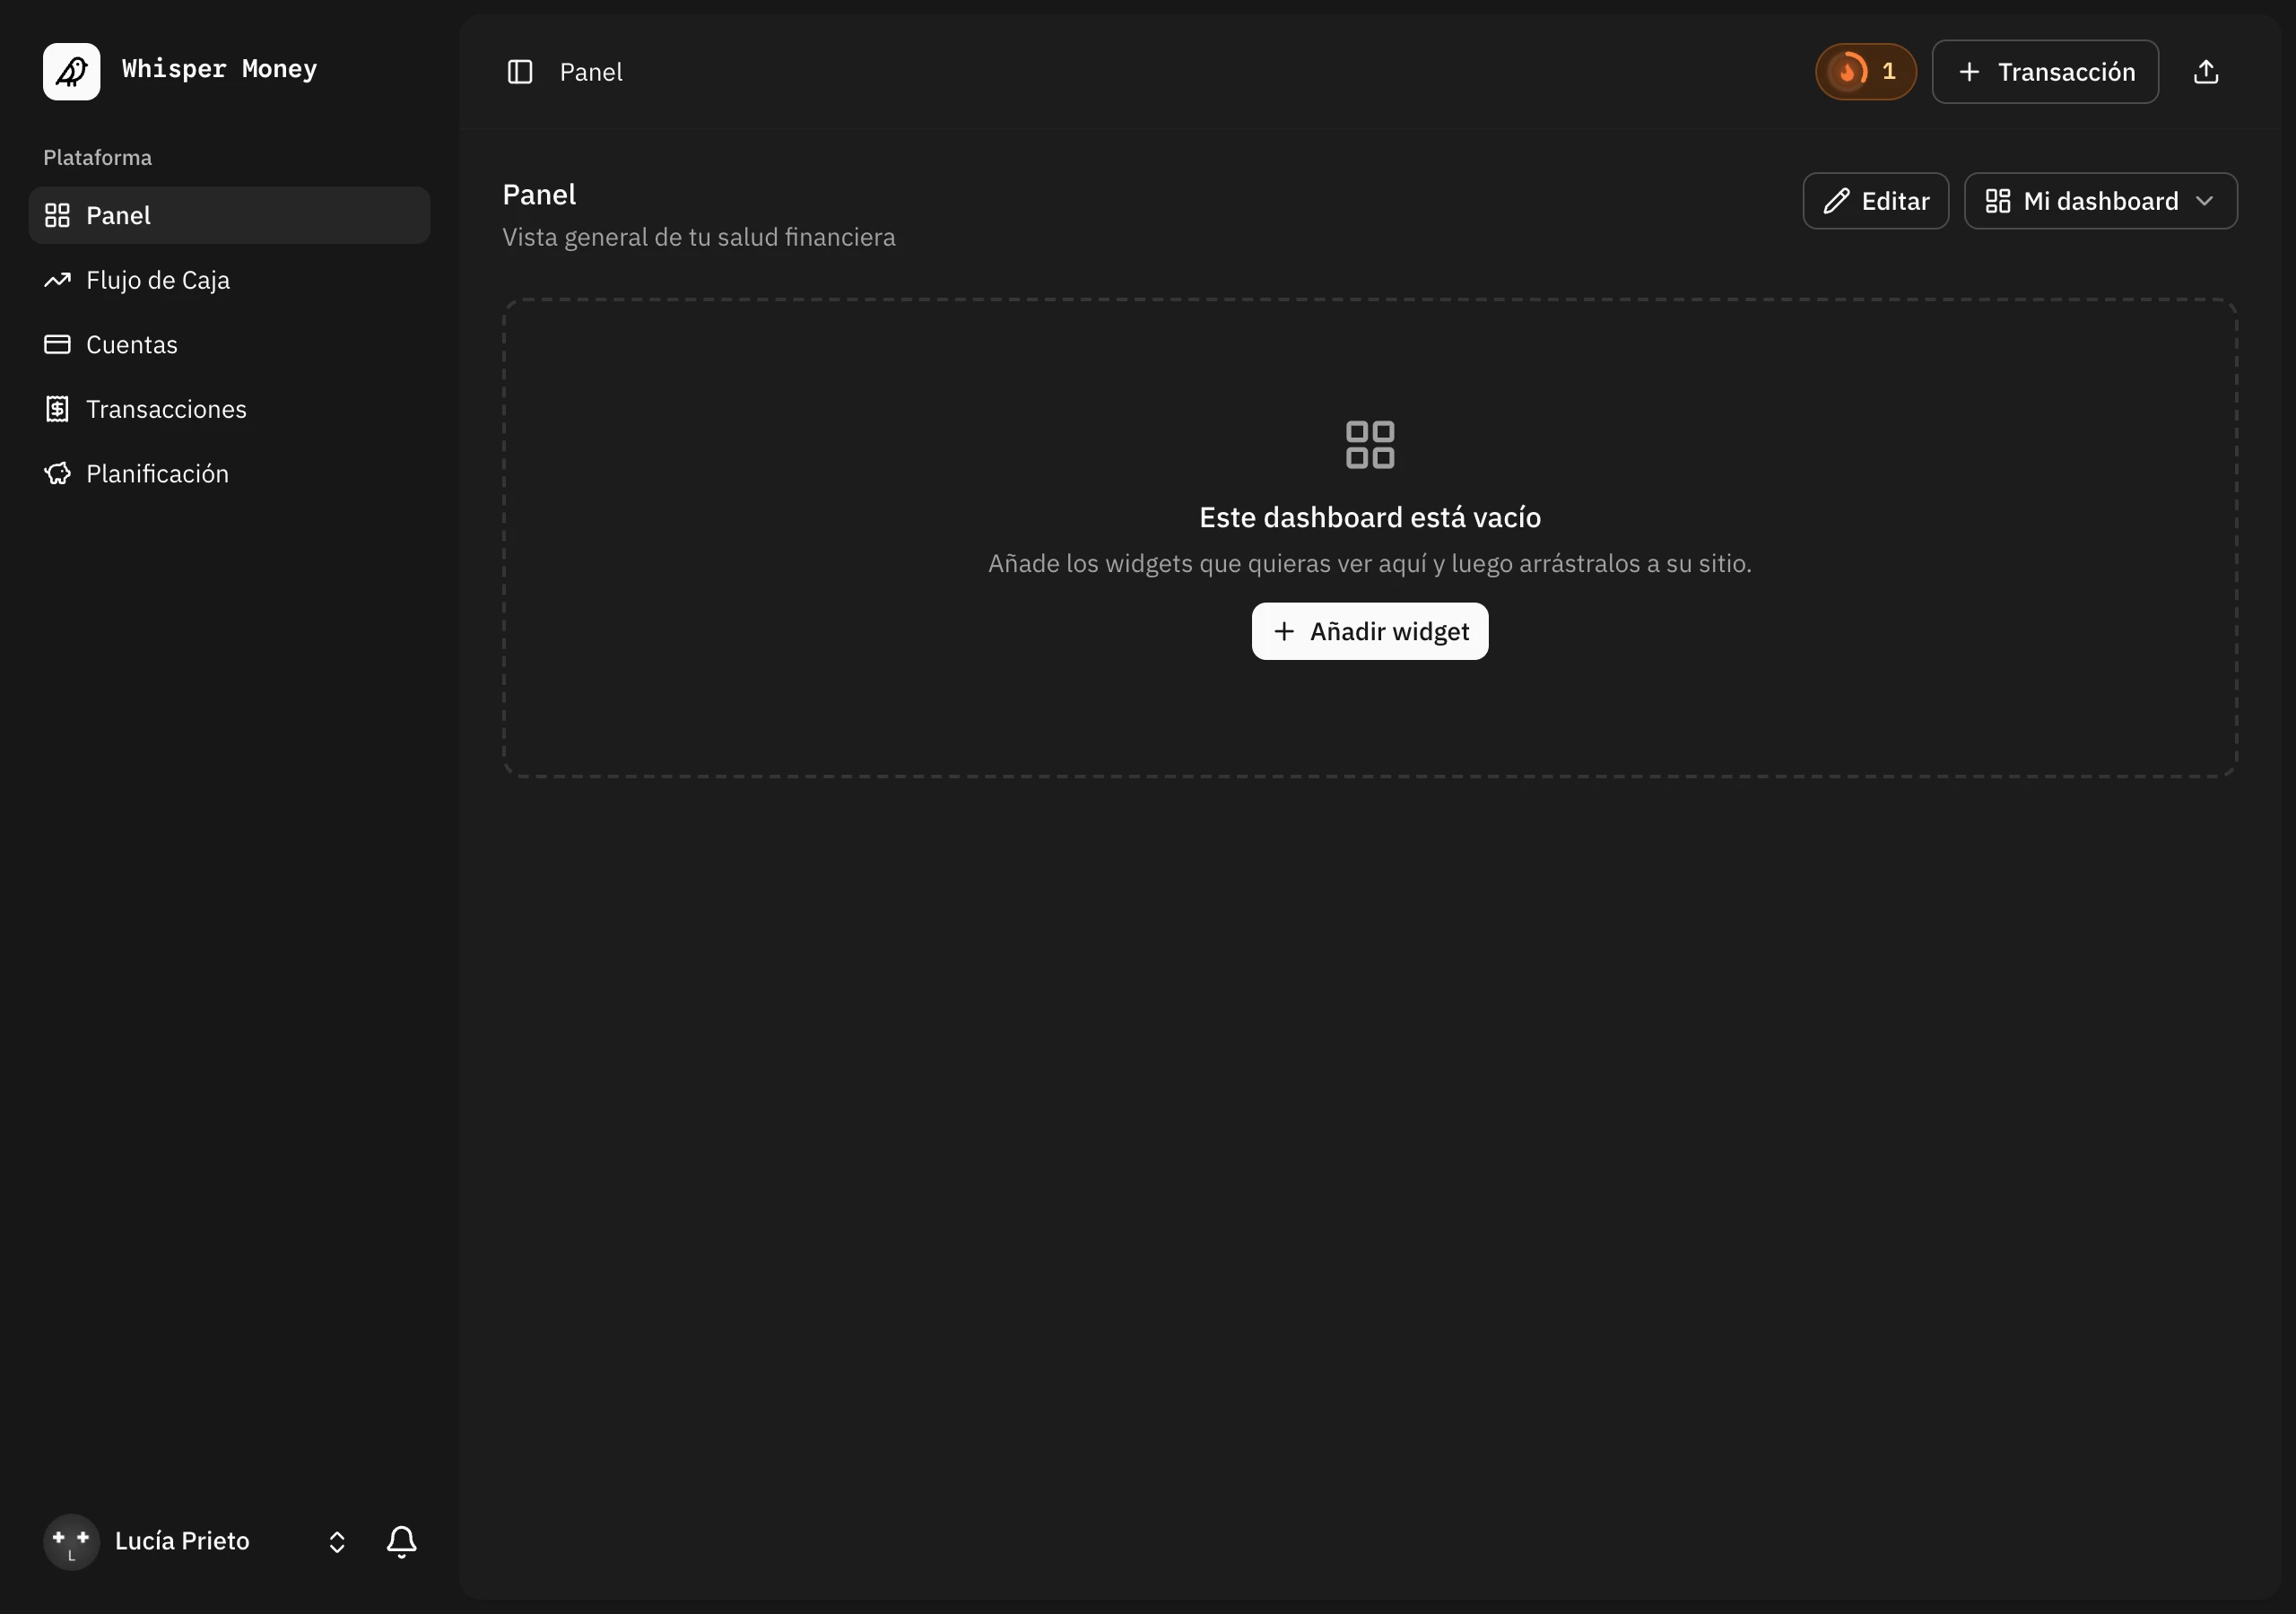 Whisper Money
Plataforma
Panel
Flujo de Caja
Cuentas
Transacciones
Planificación
Panel
1
Transacción
Panel
Vista general de tu salud financiera
Editar
Mi dashboard
Este dashboard está vacío
Añade los widgets que quieras ver aquí y luego arrástralos a su sitio.
Añadir widget
L
Lucía Prieto